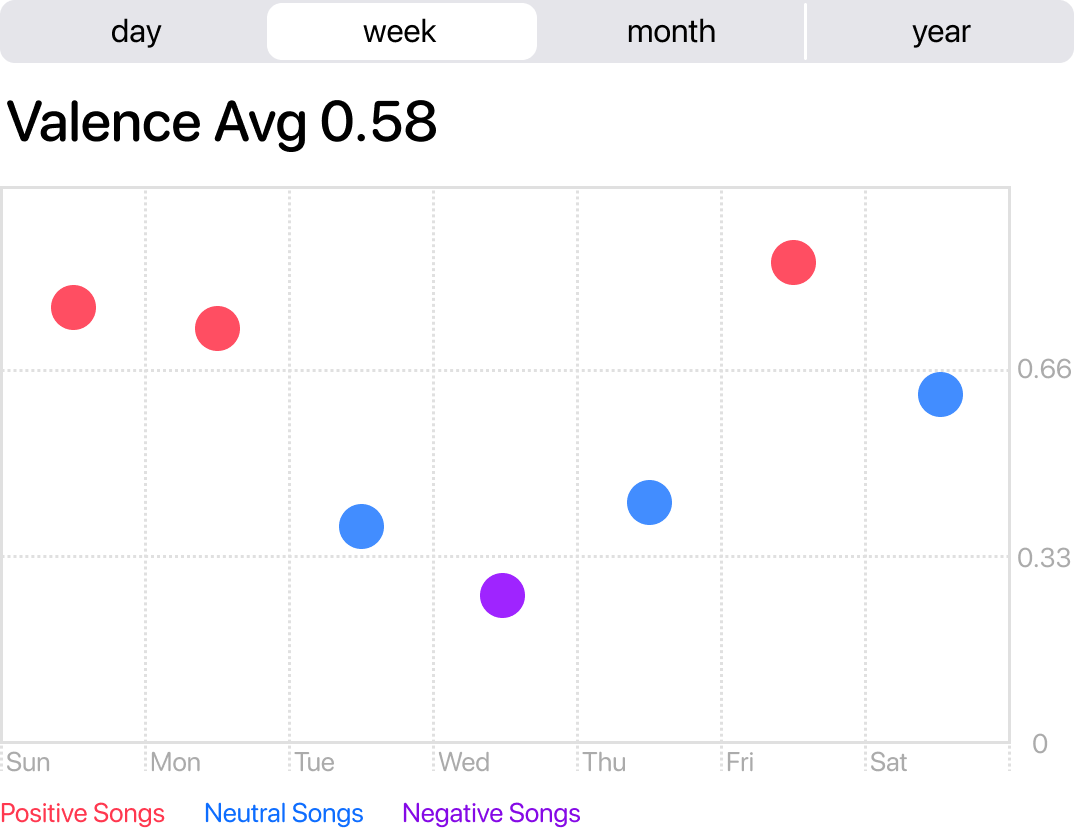 day week month year
Valence Avg 0.58
0.66
0.33
0
Sun Mon Tue Wed Thu Fri Sat
Positive Songs Neutral Songs Negative Songs